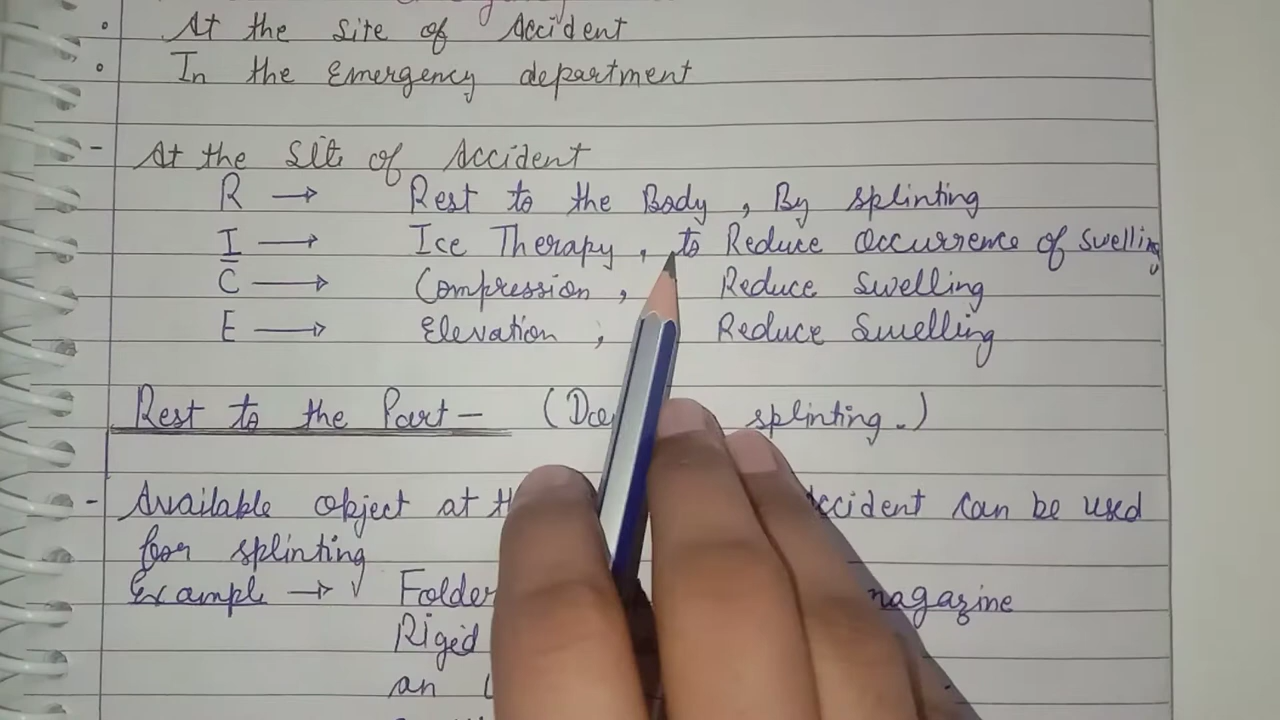 • At the Site of Accident
• In the Emergency department
- At the Site of Accident
R → Rest to the Body, By splinting
I → Ice Therapy, to Reduce Occurrence of Swelling
C → Compression, Reduce Swelling
E → Elevation, Reduce Swelling
Rest to the Part - ( splinting.)
- Available object at accident can be used
for splinting
Example → Folde magazine
Rigid
an